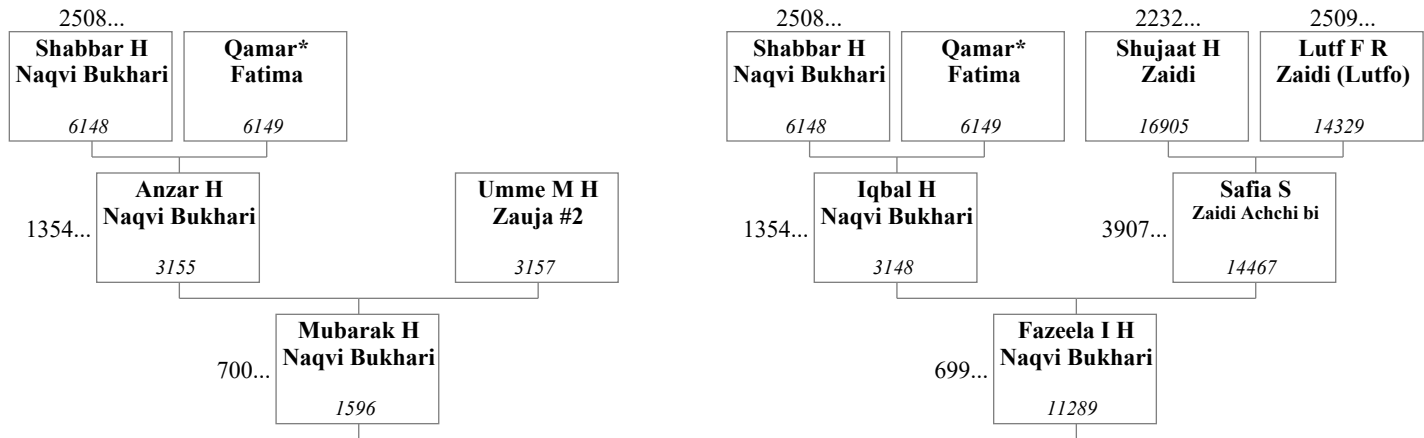 2508...
Shabbar H
Naqvi Bukhari
6148
Qamar*
Fatima
6149
2508...
Shabbar H
Naqvi Bukhari
6148
Qamar*
Fatima
6149
2232...
Shujaat H
Zaidi
16905
2509...
Lutf F R
Zaidi (Lutfo)
14329
1354...
Anzar H
Naqvi Bukhari
3155
Umme M H
Zauja #2
3157
1354...
Iqbal H
Naqvi Bukhari
3148
3907...
Safia S
Zaidi Achchi bi
14467
700...
Mubarak H
Naqvi Bukhari
1596
699...
Fazeela I H
Naqvi Bukhari
11289